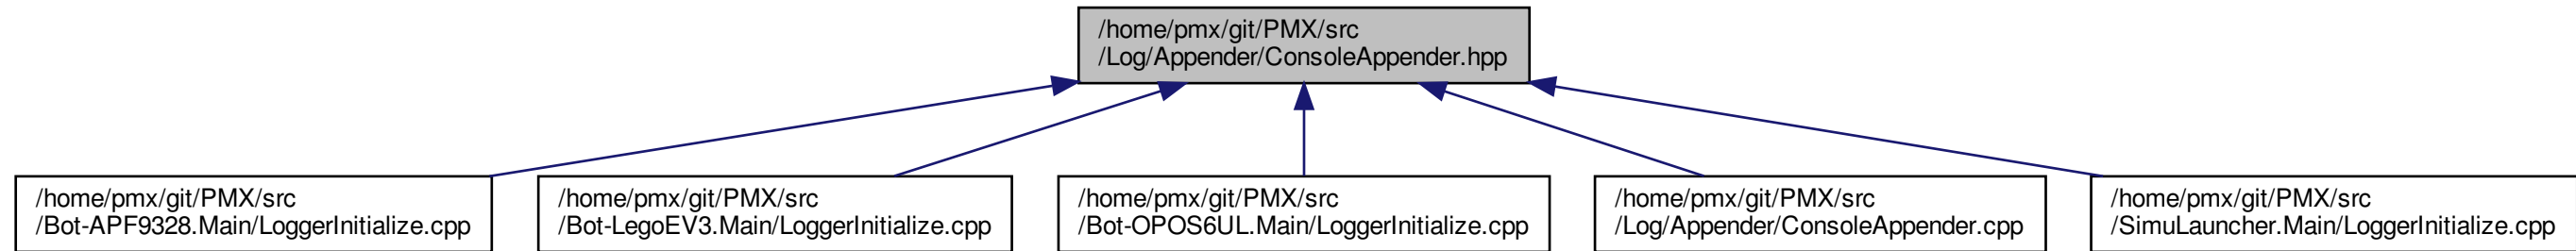 /home/pmx/git/PMX/src
/Log/Appender/ConsoleAppender.hpp
/home/pmx/git/PMX/src
/Bot-APF9328.Main/LoggerInitialize.cpp
/home/pmx/git/PMX/src
/Bot-LegoEV3.Main/LoggerInitialize.cpp
/home/pmx/git/PMX/src
/Bot-OPOS6UL.Main/LoggerInitialize.cpp
/home/pmx/git/PMX/src
/Log/Appender/ConsoleAppender.cpp
/home/pmx/git/PMX/src
/SimuLauncher.Main/LoggerInitialize.cpp